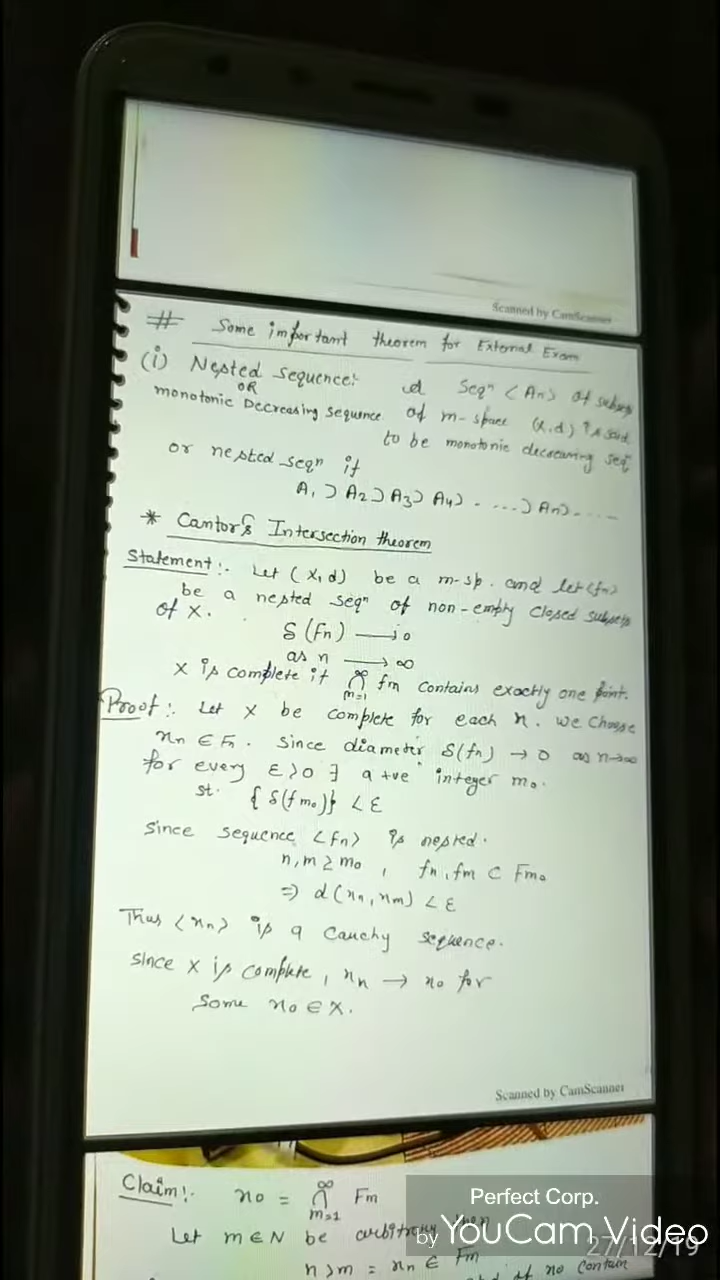 Scanned by CamScanner
# Some important theorem for External Exam
(i) Nested sequence:- A Seqⁿ <An> of subsets
OR
monotonic Decreasing sequence of m-space (X,d) is said
to be monotonic decreasing seqⁿ
or nested seqⁿ if
A₁ ⊃ A₂ ⊃ A₃ ⊃ A₄ ⊃ . .... ⊃ An ⊃ .....
* Cantor's Intersection theorem
Statement:- Let (X,d) be a m-sp. and let <fn>
be a nested seqⁿ of non-empty closed subsets
of X.
δ(Fn) → 0
as n → ∞
X is complete if ∞∩m=1 fm contains exactly one point.
Proof:- Let X be complete for each n. we choose
xn ∈ Fn. Since diameter δ(fn) → 0 as n→∞
for every ε>0 ∃ a +ve integer m₀.
st. {δ(fm₀)} < ε
Since sequence <fn> is nested.
n,m ≥ m₀ , fn,fm ⊂ Fm₀
⇒ d(xn,xm) < ε
Thus <xn> is a Cauchy sequence.
Since X is complete, xn → x₀ for
Some x₀ ∈ X.
Scanned by CamScanner
Claim:- x₀ = ∞∩m=1 Fm
Let m ∈ N be arbitrary then
n>m = xn ∈ Fm
contain
Perfect Corp.
by YouCam Video
27/12/19